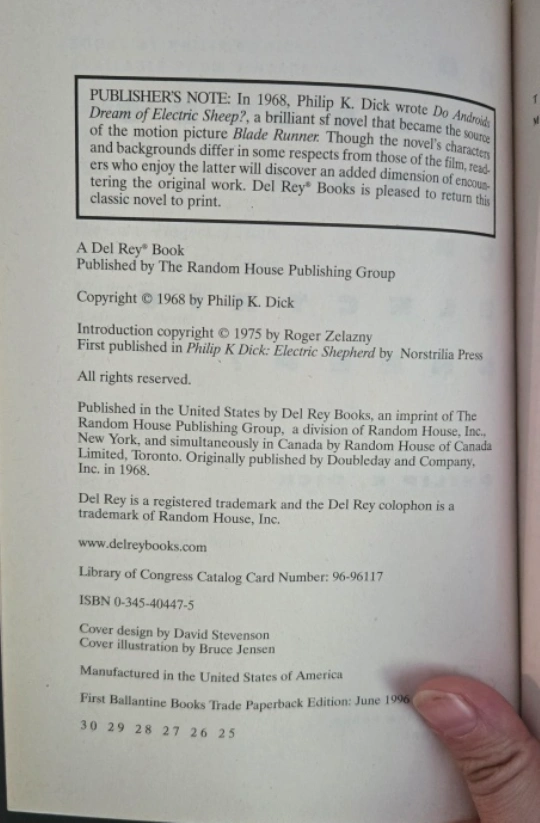 PUBLISHER'S NOTE: In 1968, Philip K. Dick wrote Do Androids
Dream of Electric Sheep?, a brilliant sf novel that became the source
of the motion picture Blade Runner. Though the novel's characters
and backgrounds differ in some respects from those of the film, read-
ers who enjoy the latter will discover an added dimension of encoun-
tering the original work. Del Rey® Books is pleased to return this
classic novel to print.
A Del Rey® Book
Published by The Random House Publishing Group
Copyright © 1968 by Philip K. Dick
Introduction copyright © 1975 by Roger Zelazny
First published in Philip K Dick: Electric Shepherd by Norstrilia Press
All rights reserved.
Published in the United States by Del Rey Books, an imprint of The
Random House Publishing Group, a division of Random House, Inc.,
New York, and simultaneously in Canada by Random House of Canada
Limited, Toronto. Originally published by Doubleday and Company,
Inc. in 1968.
Del Rey is a registered trademark and the Del Rey colophon is a
trademark of Random House, Inc.
www.delreybooks.com
Library of Congress Catalog Card Number: 96-96117
ISBN 0-345-40447-5
Cover design by David Stevenson
Cover illustration by Bruce Jensen
Manufactured in the United States of America
First Ballantine Books Trade Paperback Edition: June 1996
30 29 28 27 26 25